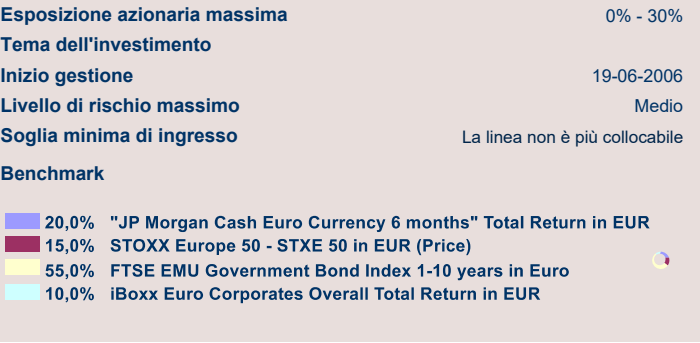 Esposizione azionaria massima 0% - 30%
Tema dell'investimento
Inizio gestione 19-06-2006
Livello di rischio massimo Medio
Soglia minima di ingresso La linea non è più collocabile
Benchmark
20,0% "JP Morgan Cash Euro Currency 6 months" Total Return in EUR
15,0% STOXX Europe 50 - STXE 50 in EUR (Price)
55,0% FTSE EMU Government Bond Index 1-10 years in Euro
10,0% iBoxx Euro Corporates Overall Total Return in EUR